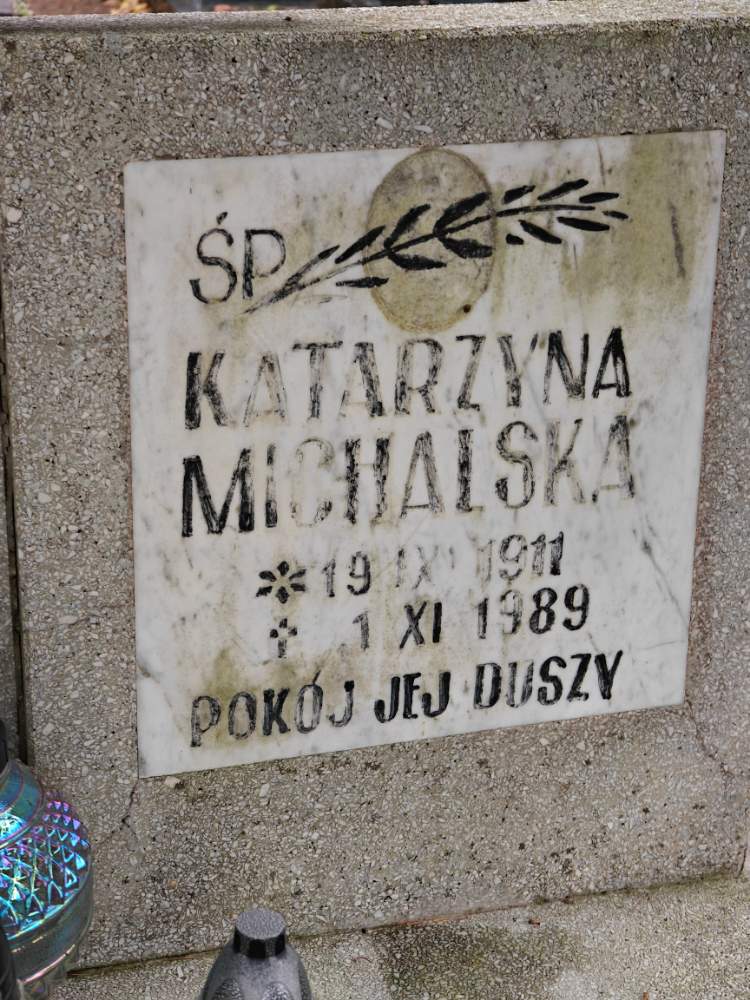 ŚP
KATARZYNA
MICHALSKA
19 IX 1911
1 XI 1989
POKÓJ JEJ DUSZY